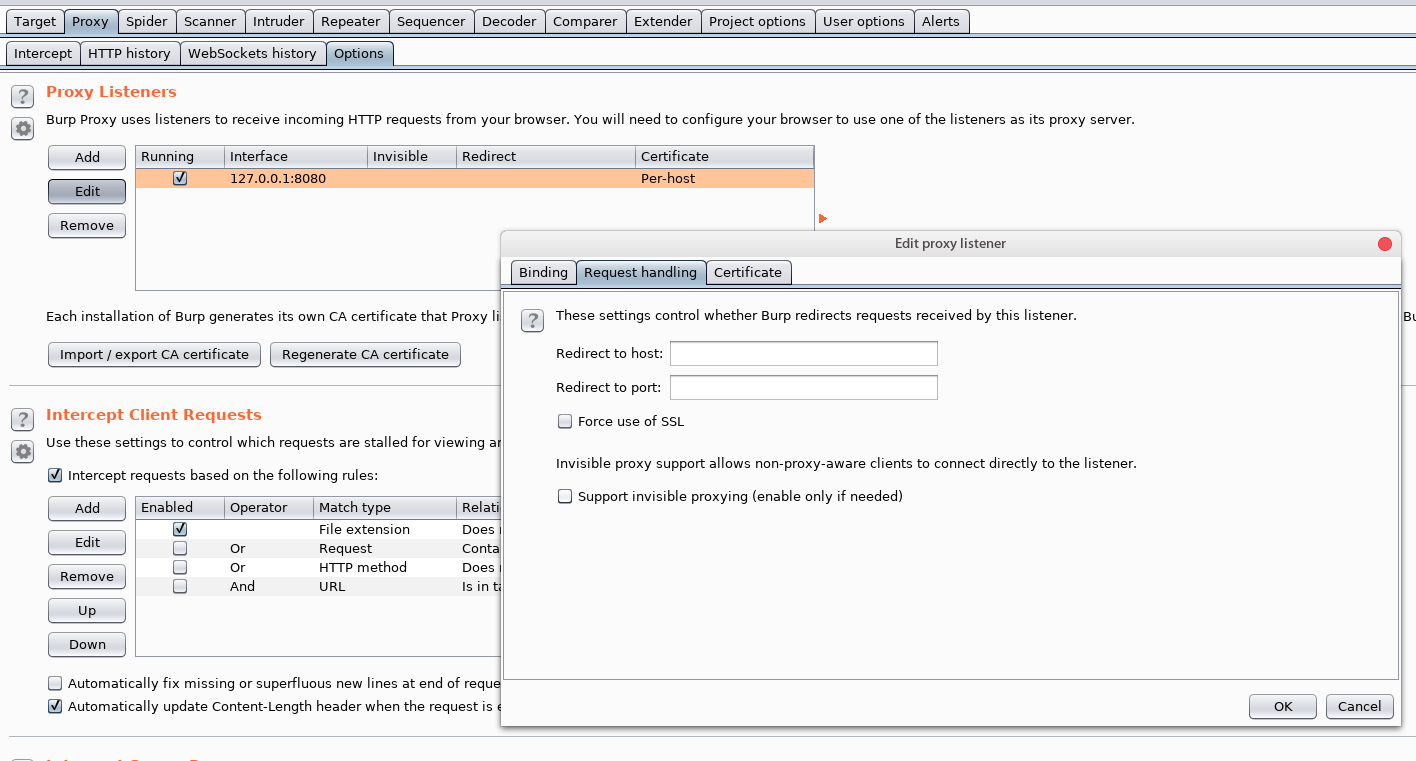 Target Proxy Spider Scanner Intruder Repeater Sequencer Decoder Comparer Extender Project options User options Alerts
Intercept HTTP history WebSockets history Options
? Proxy Listeners
Burp Proxy uses listeners to receive incoming HTTP requests from your browser. You will need to configure your browser to use one of the listeners as its proxy server.
Add
Edit
Remove
Running Interface Invisible Redirect Certificate
127.0.0.1:8080 Per-host
Each installation of Burp generates its own CA certificate that Proxy li
Bu
Import / export CA certificate Regenerate CA certificate
? Intercept Client Requests
Use these settings to control which requests are stalled for viewing an
Intercept requests based on the following rules:
Add
Edit
Remove
Up
Down
Enabled Operator Match type Relati
File extension Does n
Or Request Conta
Or HTTP method Does n
And URL Is in ta
Automatically fix missing or superfluous new lines at end of reque
Automatically update Content-Length header when the request is e
Edit proxy listener
Binding Request handling Certificate
? These settings control whether Burp redirects requests received by this listener.
Redirect to host:
Redirect to port:
Force use of SSL
Invisible proxy support allows non-proxy-aware clients to connect directly to the listener.
Support invisible proxying (enable only if needed)
OK Cancel